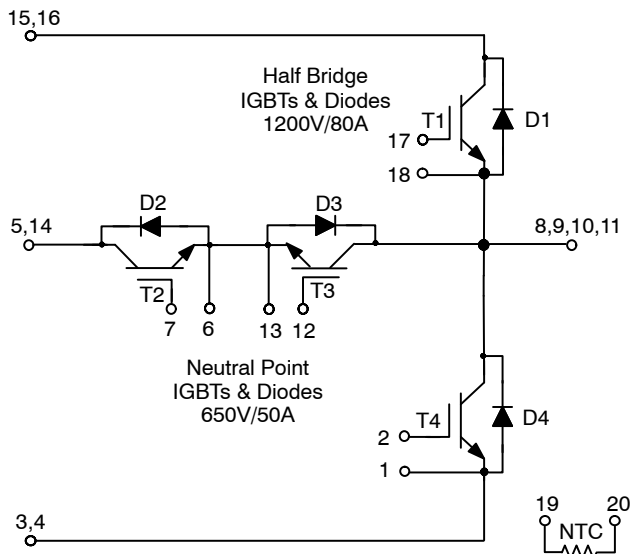 15,16
Half Bridge
IGBTs & Diodes
1200V/80A
T1
D1
17
18
D2
D3
5,14
8,9,10,11
T2
T3
7
6
13
12
Neutral Point
IGBTs & Diodes
650V/50A
T4
D4
2
1
3,4
19
20
NTC